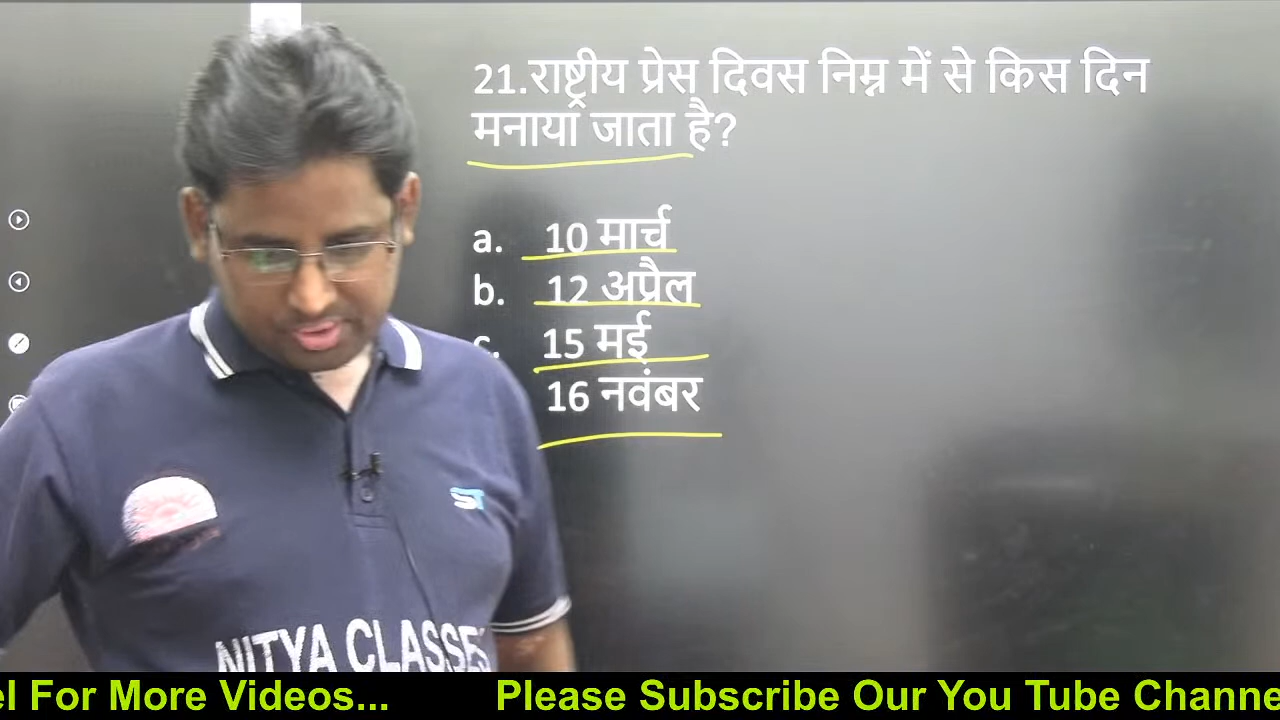 21.राष्ट्रीय प्रेस दिवस निम्न में से किस दिन
मनाया जाता है?
a. 10 मार्च
b. 12 अप्रैल
c. 15 मई
16 नवंबर
ST
NITYA CLASSES
el For More Videos... Please Subscribe Our You Tube Channe